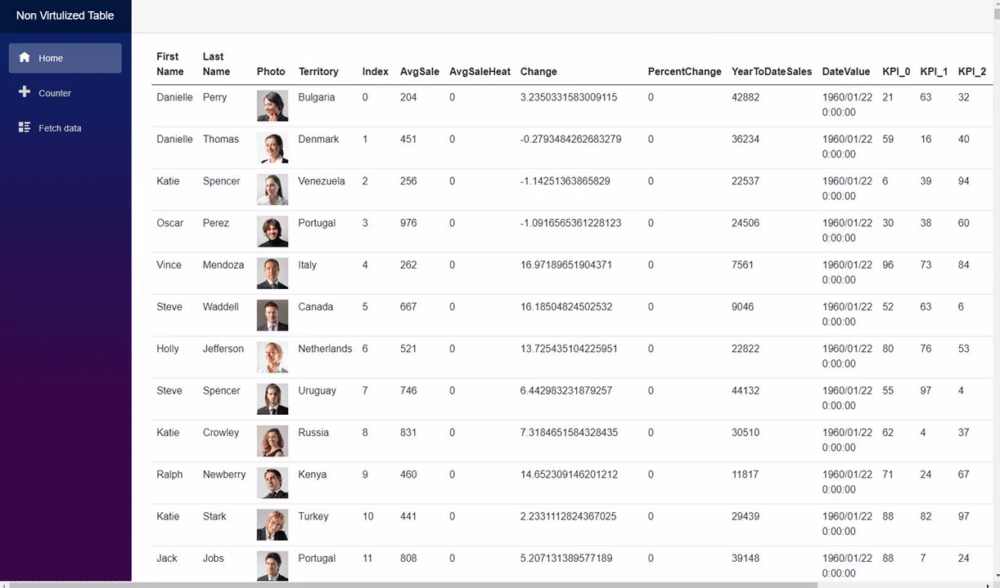 Non Virtulized Table
Home
Counter
Fetch data
First Name Last Name Photo Territory Index AvgSale AvgSaleHeat Change PercentChange YearToDateSales DateValue KPI_0 KPI_1 KPI_2
Danielle Perry Bulgaria 0 204 0 3.2350331583009115 0 42882 1960/01/22 0:00:00 21 63 32
Danielle Thomas Denmark 1 451 0 -0.2793484262683279 0 36234 1960/01/22 0:00:00 59 16 40
Katie Spencer Venezuela 2 256 0 -1.14251363865829 0 22537 1960/01/22 0:00:00 6 39 94
Oscar Perez Portugal 3 976 0 -1.0916565361228123 0 24506 1960/01/22 0:00:00 30 38 60
Vince Mendoza Italy 4 262 0 16.97189651904371 0 7561 1960/01/22 0:00:00 96 73 84
Steve Waddell Canada 5 667 0 16.18504824502532 0 9046 1960/01/22 0:00:00 52 63 6
Holly Jefferson Netherlands 6 521 0 13.725435104225951 0 22822 1960/01/22 0:00:00 80 76 53
Steve Spencer Uruguay 7 746 0 6.442983231879257 0 44132 1960/01/22 0:00:00 55 97 4
Katie Crowley Russia 8 831 0 7.3184651584328435 0 30510 1960/01/22 0:00:00 62 4 37
Ralph Newberry Kenya 9 460 0 14.652309146201212 0 11817 1960/01/22 0:00:00 71 24 67
Katie Stark Turkey 10 441 0 2.2331112824367025 0 29439 1960/01/22 0:00:00 88 82 97
Jack Jobs Portugal 11 808 0 5.207131389577189 0 39148 1960/01/22 0:00:00 88 7 24